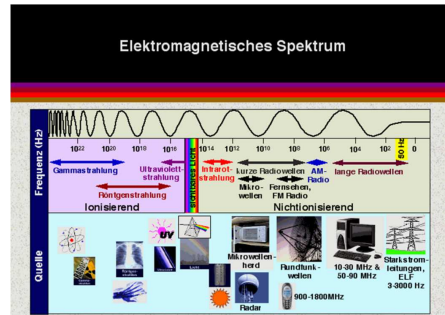 Elektromagnetisches Spektrum
Frequenz (Hz)
10²² 10²⁰ 10¹⁸ 10¹⁶ 10¹⁴ 10¹² 10¹⁰ 10⁸ 10⁶ 10⁴ 10² 0
50 Hz
Gammastrahlung
Röntgenstrahlung
Ultraviolett-
strahlung
Sichtbares Licht
Infrarot-
strahlung
Kurze Radiowellen
Mikro-
wellen
Fernsehen,
FM Radio
AM-
Radio
lange Radiowellen
Ionisierend
Nichtionisierend
Quelle
UV
Mikrowellen-
herd
Radar
Rundfunk-
wellen
900-1800MHz
10-30 MHz &
50-90 MHz
Starkstrom-
leitungen,
ELF
3-3000 Hz